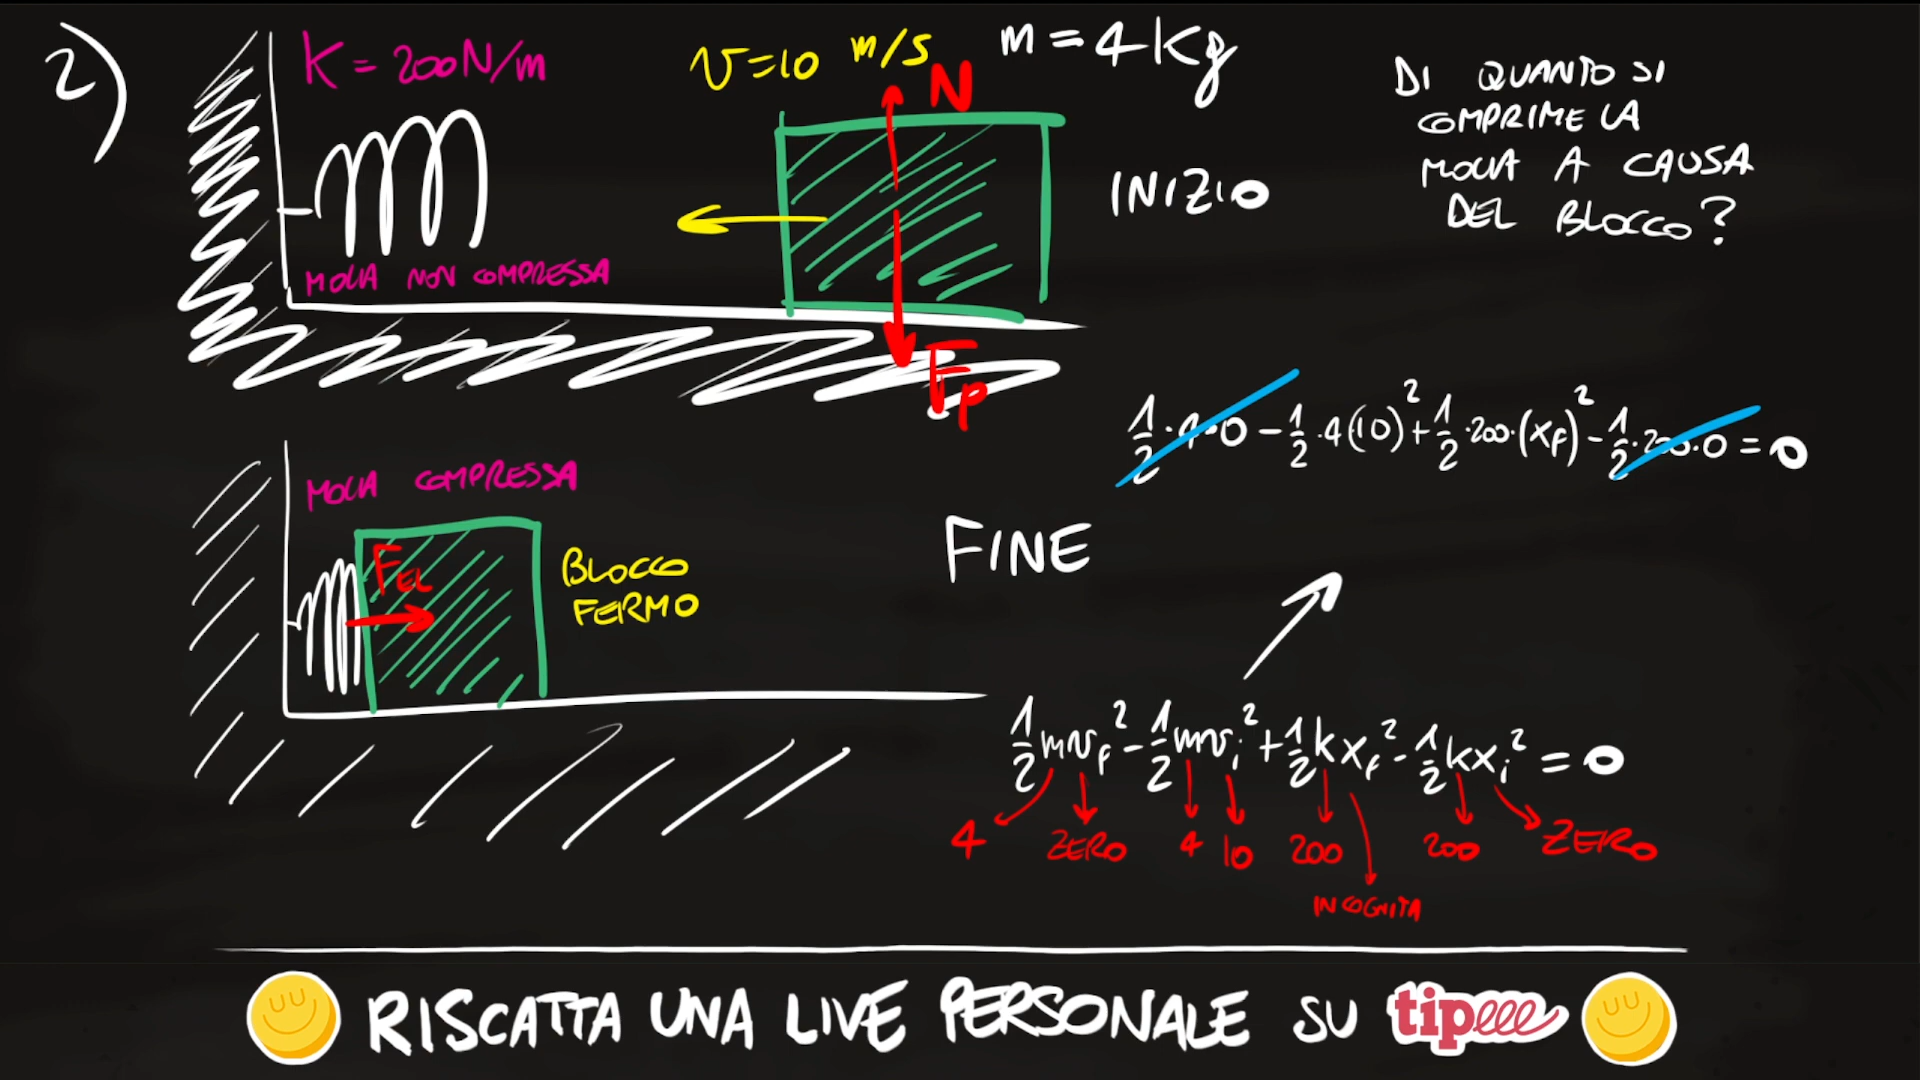 2)
K = 200N/m
v=10 m/s
m = 4Kg
N
DI QUANTO SI
COMPRIME LA
MOLLA A CAUSA
DEL BLOCCO?
INIZIO
MOLLA NON COMPRESSA
Fp
½·4·0 - ½·4(10)² + ½·200·(xf)² - ½·200·0 = 0
MOLLA COMPRESSA
FEL
BLOCCO
FERMO
FINE
½mvf² - ½mvi² + ½kxf² - ½kxi² = 0
4 ZERO 4 10 200 200 ZERO
INCOGNITA
RISCATTA UNA LIVE PERSONALE SU tipeee